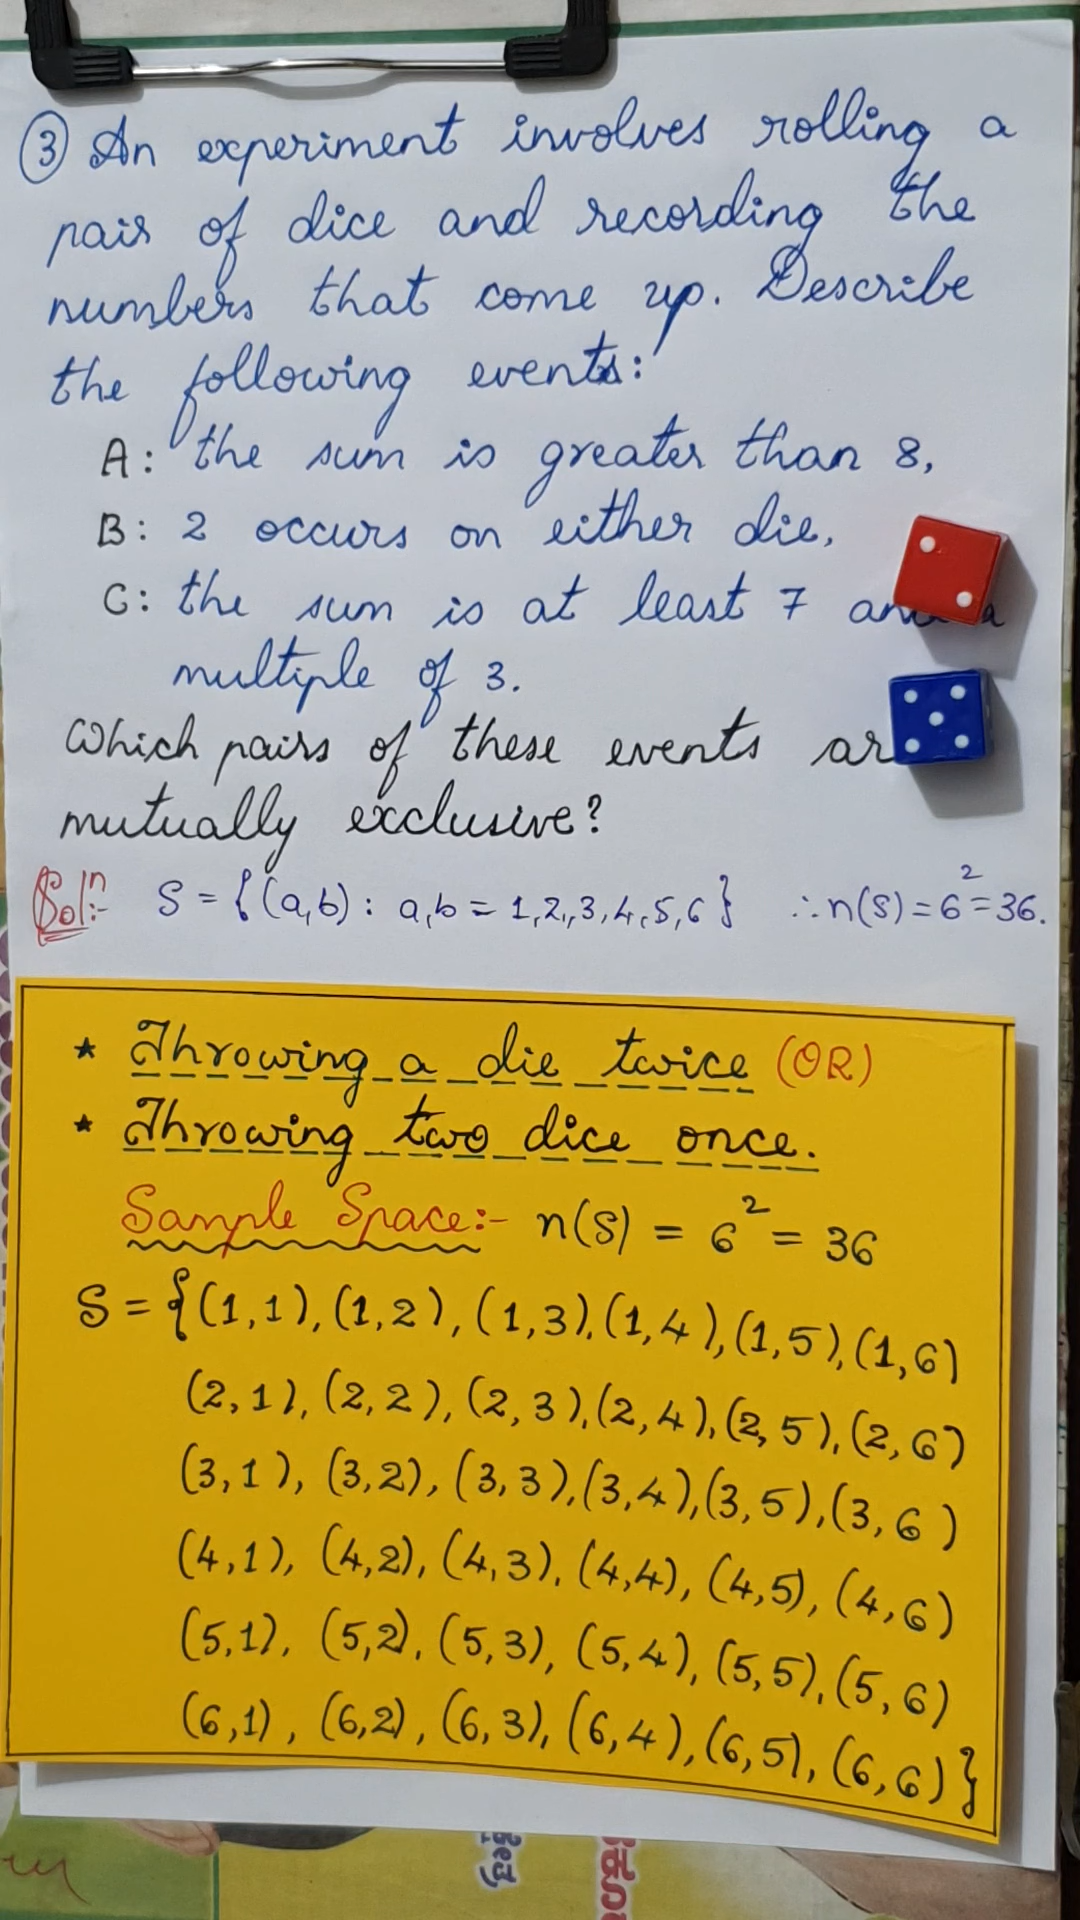 ③ An experiment involves rolling a
pair of dice and recording the
numbers that come up. Describe
the following events:
A: the sum is greater than 8,
B: 2 occurs on either die,
C: the sum is at least 7 and a
multiple of 3.
Which pairs of these events ar
mutually exclusive?
Solⁿ:- S = {(a,b): a,b = 1,2,3,4,5,6} ∴n(S) = 6² = 36.
★ Throwing a die twice (OR)
★ Throwing two dice once.
Sample Space:- n(S) = 6² = 36
S = {(1,1), (1,2), (1,3), (1,4), (1,5), (1,6)
(2,1), (2,2), (2,3), (2,4), (2,5), (2,6)
(3,1), (3,2), (3,3), (3,4), (3,5), (3,6)
(4,1), (4,2), (4,3), (4,4), (4,5), (4,6)
(5,1), (5,2), (5,3), (5,4), (5,5), (5,6)
(6,1), (6,2), (6,3), (6,4), (6,5), (6,6)}